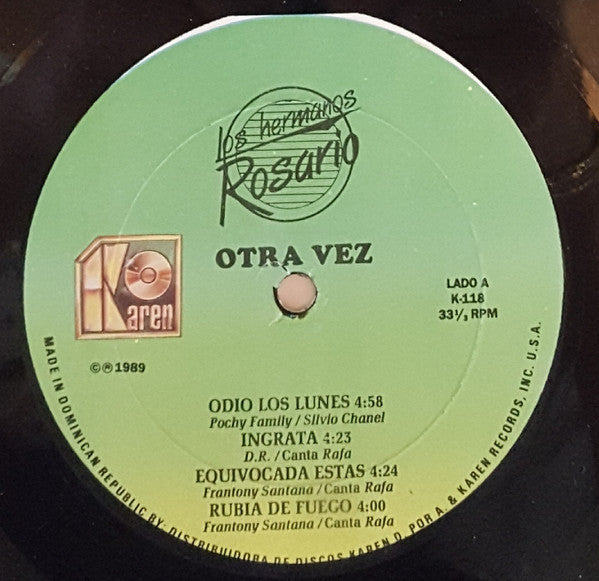 los hermanos
Rosario
OTRA VEZ
Karen
LADO A
K-118
33⅓ RPM
©℗1989
ODIO LOS LUNES 4:58
Pochy Family / Silvio Chanel
INGRATA 4:23
D.R. / Canta Rafa
EQUIVOCADA ESTAS 4:24
Frantony Santana / Canta Rafa
RUBIA DE FUEGO 4:00
Frantony Santana / Canta Rafa
MADE IN DOMINICAN REPUBLIC BY: DISTRIBUIDORA DE DISCOS KAREN D. POR A. & KAREN RECORDS, INC. U.S.A.